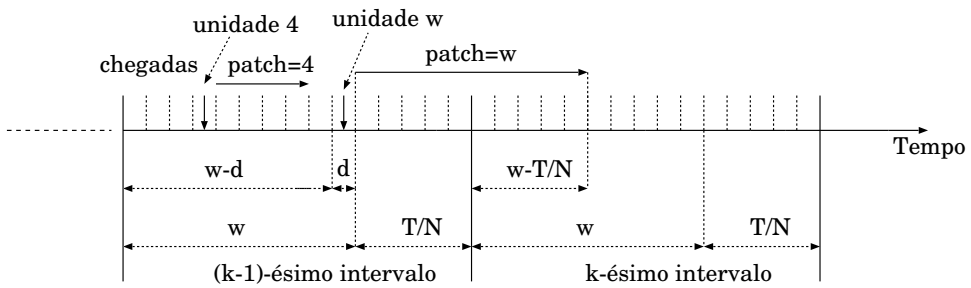 unidade 4
unidade w
chegadas
patch=4
patch=w
Tempo
w-d
d
w-T/N
w
T/N
w
T/N
(k-1)-ésimo intervalo
k-ésimo intervalo